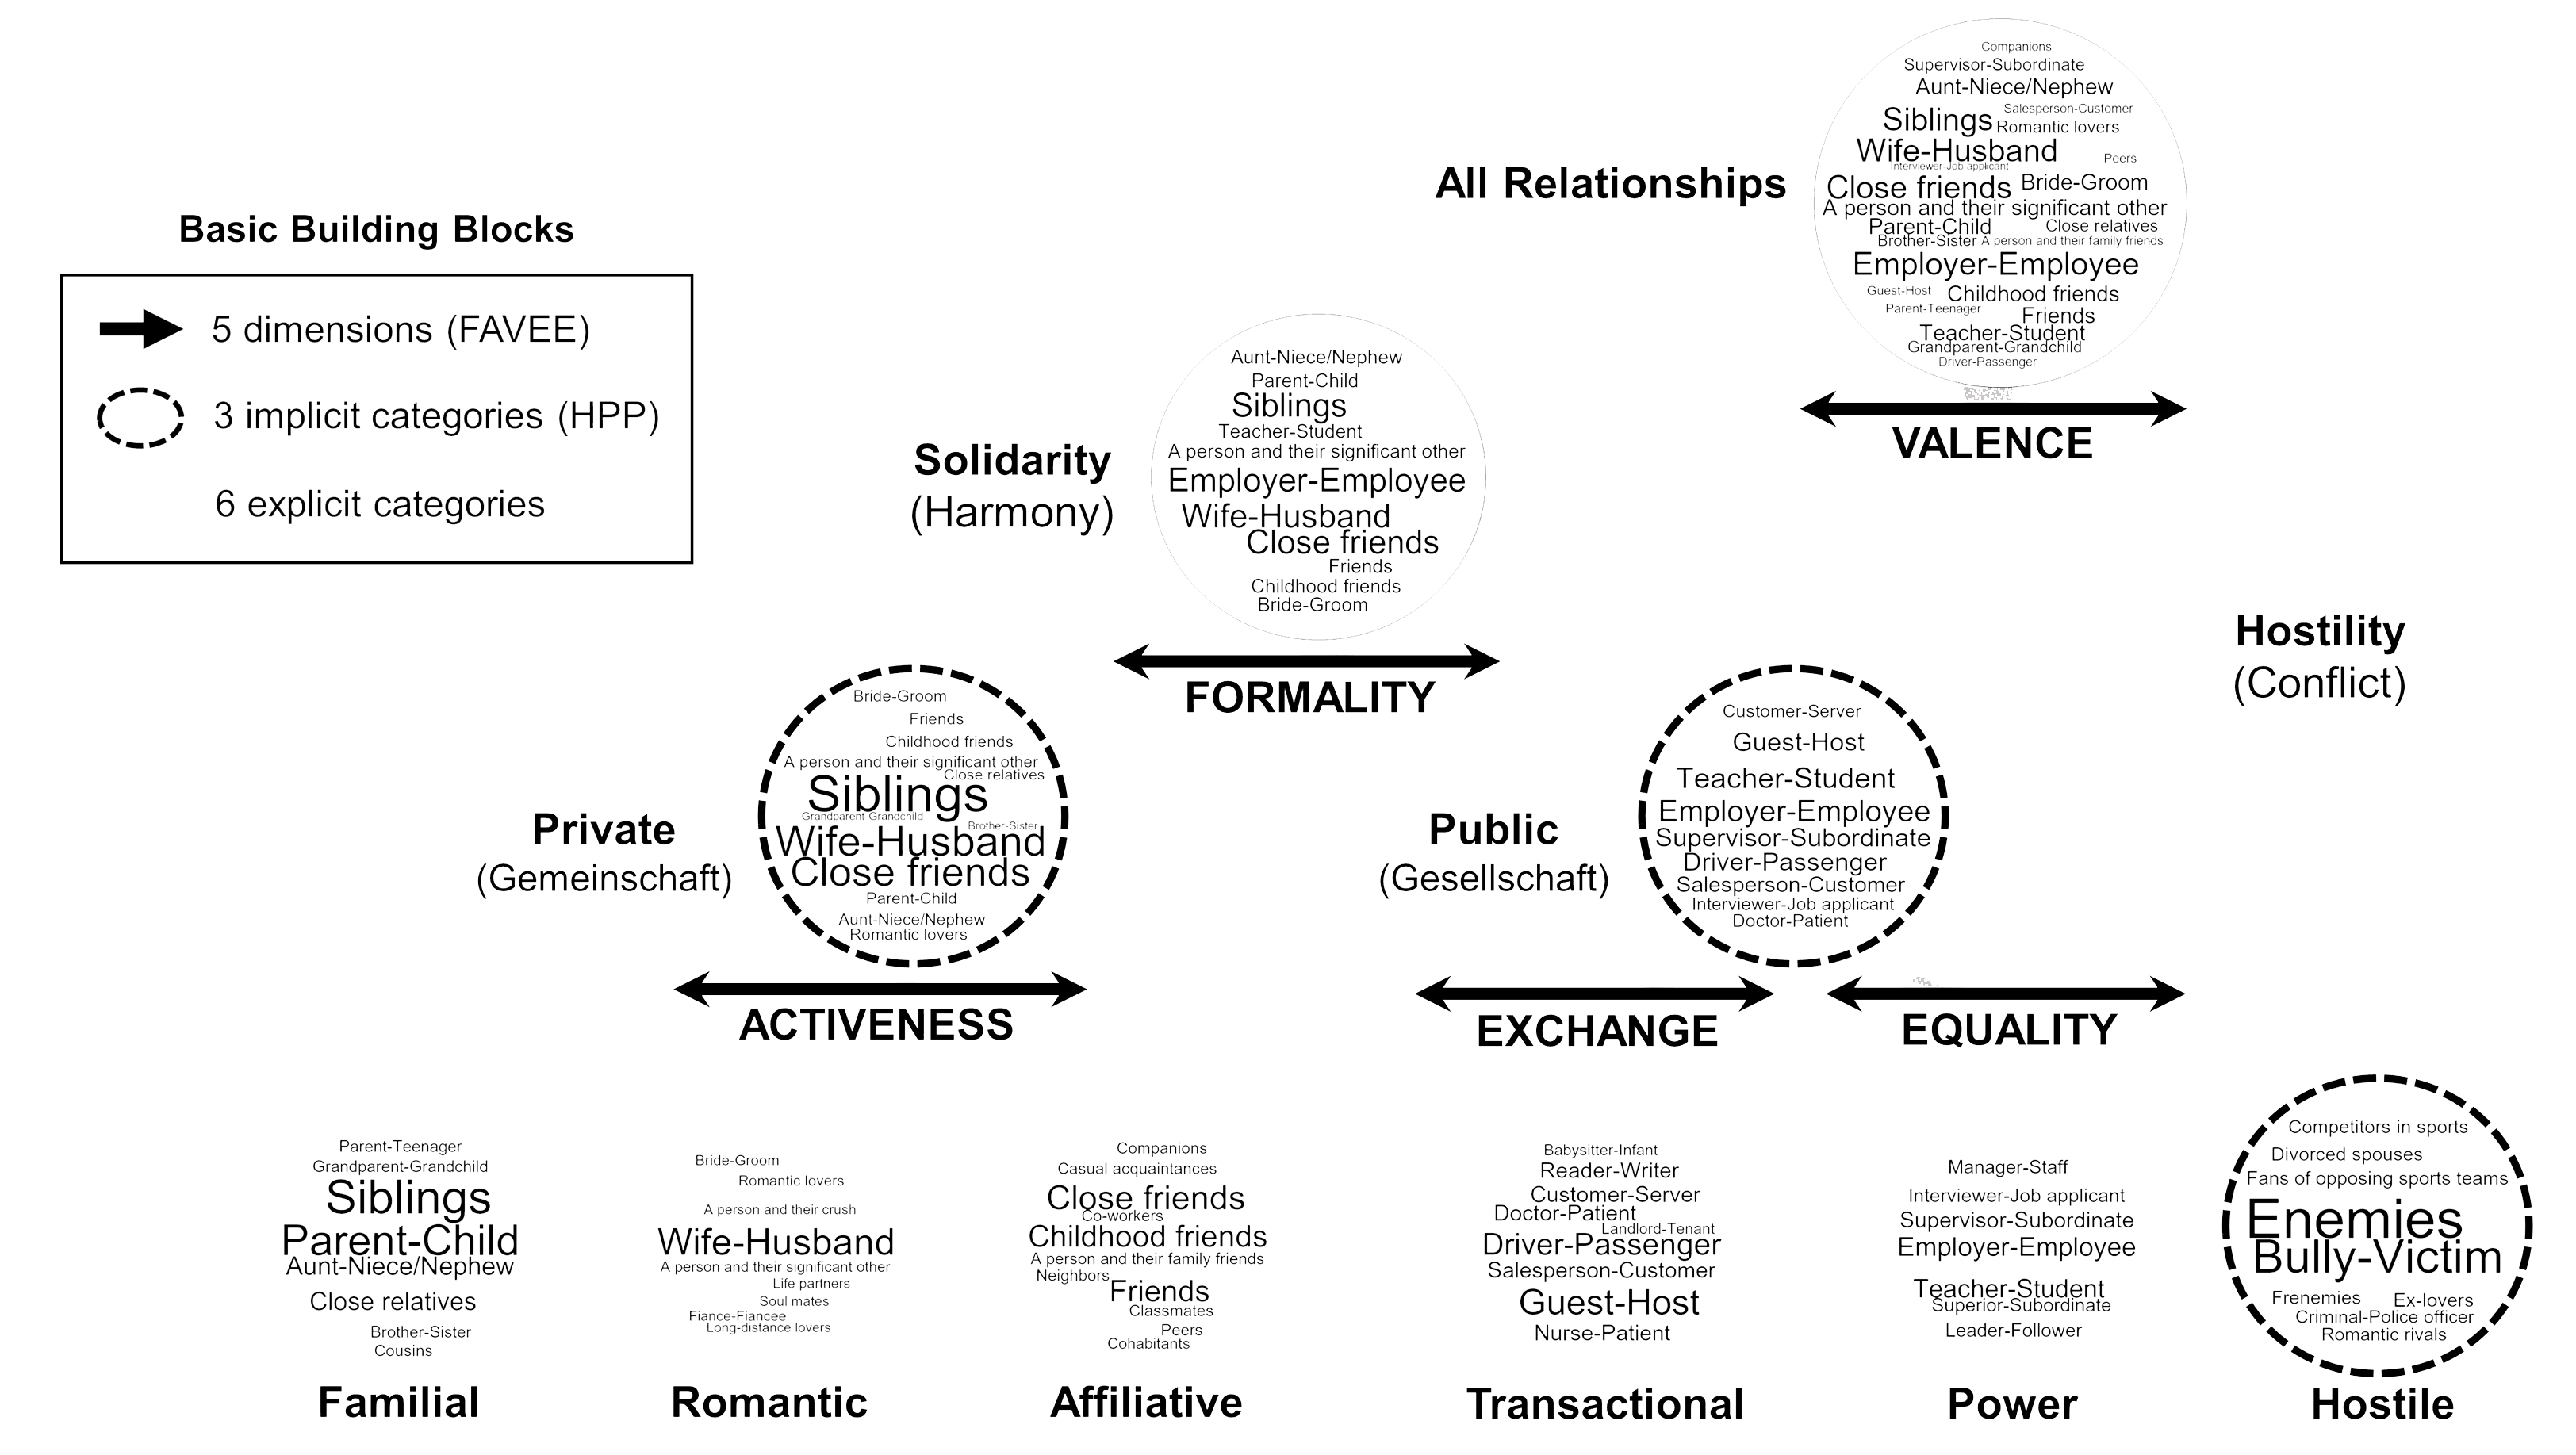 Basic Building Blocks
5 dimensions (FAVEE)
3 implicit categories (HPP)
6 explicit categories
All Relationships
Companions
Supervisor-Subordinate
Aunt-Niece/Nephew
Salesperson-Customer
Siblings
Romantic lovers
Wife-Husband
Peers
Interviewer-Job applicant
Close friends
Bride-Groom
A person and their significant other
Parent-Child
Close relatives
Brother-Sister
A person and their family friends
Employer-Employee
Guest-Host
Childhood friends
Parent-Teenager
Friends
Teacher-Student
Grandparent-Grandchild
Driver-Passenger
VALENCE
Solidarity
(Harmony)
Aunt-Niece/Nephew
Parent-Child
Siblings
Teacher-Student
A person and their significant other
Employer-Employee
Wife-Husband
Close friends
Friends
Childhood friends
Bride-Groom
FORMALITY
Hostility
(Conflict)
Private
(Gemeinschaft)
Bride-Groom
Friends
Childhood friends
A person and their significant other
Close relatives
Siblings
Grandparent-Grandchild
Brother-Sister
Wife-Husband
Close friends
Parent-Child
Aunt-Niece/Nephew
Romantic lovers
ACTIVENESS
Public
(Gesellschaft)
Customer-Server
Guest-Host
Teacher-Student
Employer-Employee
Supervisor-Subordinate
Driver-Passenger
Salesperson-Customer
Interviewer-Job applicant
Doctor-Patient
EXCHANGE
EQUALITY
Parent-Teenager
Grandparent-Grandchild
Siblings
Parent-Child
Aunt-Niece/Nephew
Close relatives
Brother-Sister
Cousins
Familial
Bride-Groom
Romantic lovers
A person and their crush
Wife-Husband
A person and their significant other
Life partners
Soul mates
Fiance-Fiancee
Long-distance lovers
Romantic
Companions
Casual acquaintances
Close friends
Co-workers
Childhood friends
A person and their family friends
Neighbors
Friends
Classmates
Peers
Cohabitants
Affiliative
Babysitter-Infant
Reader-Writer
Customer-Server
Doctor-Patient
Landlord-Tenant
Driver-Passenger
Salesperson-Customer
Guest-Host
Nurse-Patient
Transactional
Manager-Staff
Interviewer-Job applicant
Supervisor-Subordinate
Employer-Employee
Teacher-Student
Superior-Subordinate
Leader-Follower
Power
Competitors in sports
Divorced spouses
Fans of opposing sports teams
Enemies
Bully-Victim
Frenemies
Ex-lovers
Criminal-Police officer
Romantic rivals
Hostile